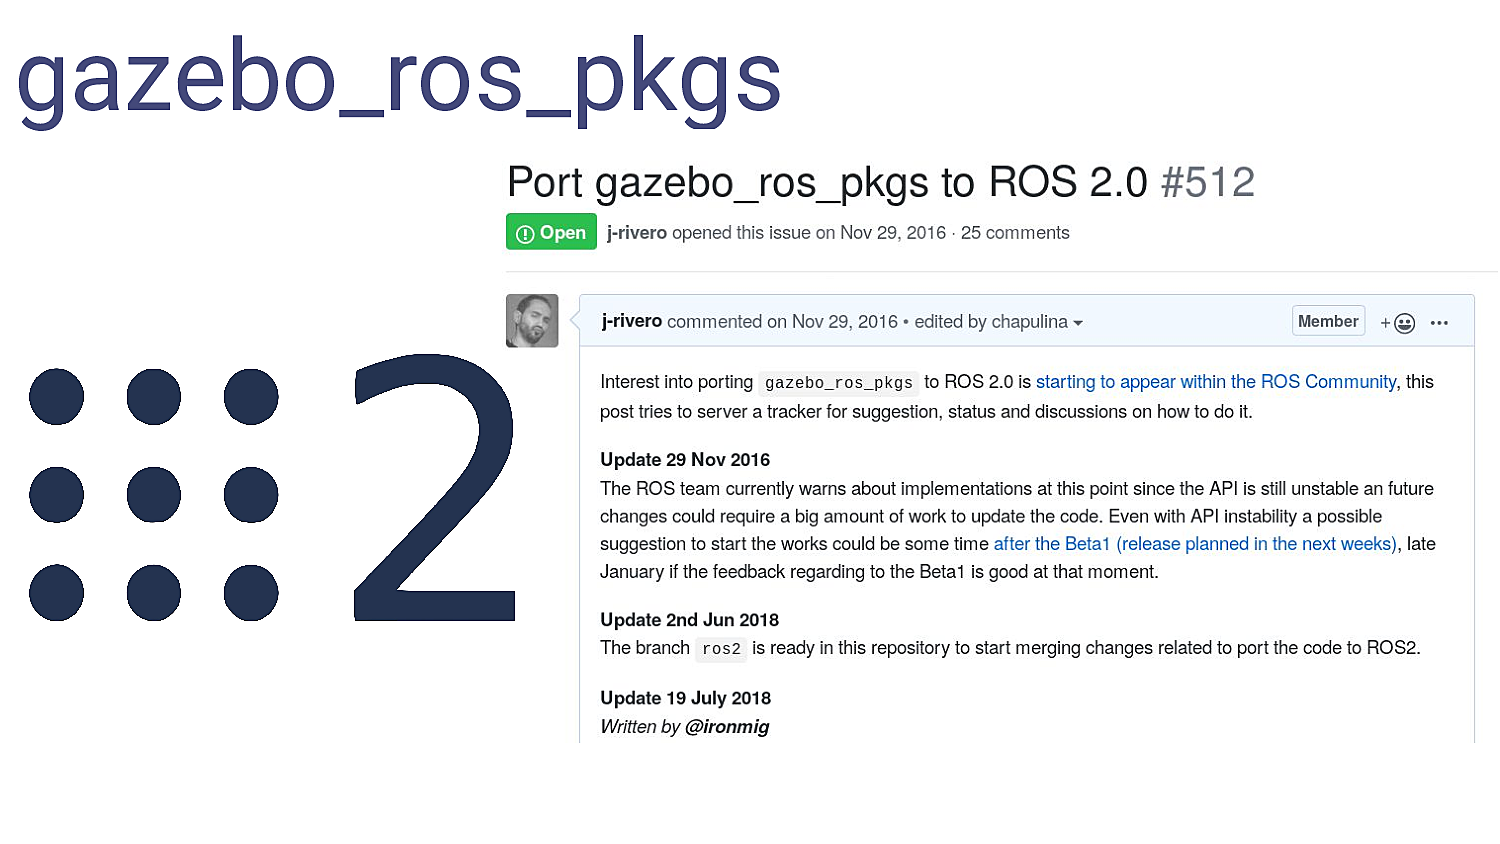 gazebo_ros_pkgs
Port gazebo_ros_pkgs to ROS 2.0 #512
Open j-rivero opened this issue on Nov 29, 2016 · 25 comments
j-rivero commented on Nov 29, 2016 • edited by chapulina Member
2
Interest into porting gazebo_ros_pkgs to ROS 2.0 is starting to appear within the ROS Community, this
post tries to server a tracker for suggestion, status and discussions on how to do it.
Update 29 Nov 2016
The ROS team currently warns about implementations at this point since the API is still unstable an future
changes could require a big amount of work to update the code. Even with API instability a possible
suggestion to start the works could be some time after the Beta1 (release planned in the next weeks), late
January if the feedback regarding to the Beta1 is good at that moment.
Update 2nd Jun 2018
The branch ros2 is ready in this repository to start merging changes related to port the code to ROS2.
Update 19 July 2018
Written by @ironmig